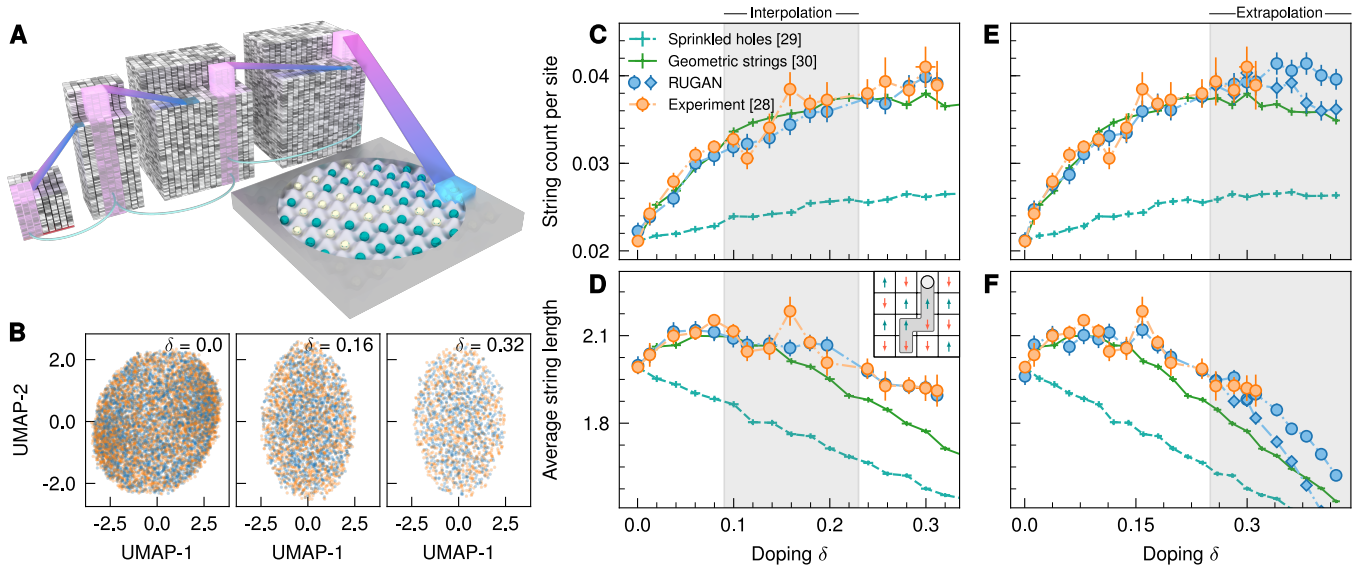 A
B
δ = 0.0
δ = 0.16
δ = 0.32
2.0
0.0
-2.0
UMAP-2
-2.5 0.0 2.5
-2.5 0.0 2.5
-2.5 0.0 2.5
UMAP-1
UMAP-1
UMAP-1
Interpolation
C
Sprinkled holes [29]
Geometric strings [30]
RUGAN
Experiment [28]
0.04
0.03
0.02
String count per site
D
2.1
1.8
Average string length
0.0 0.1 0.2 0.3
Doping δ
Extrapolation
E
F
0.0 0.15 0.3
Doping δ